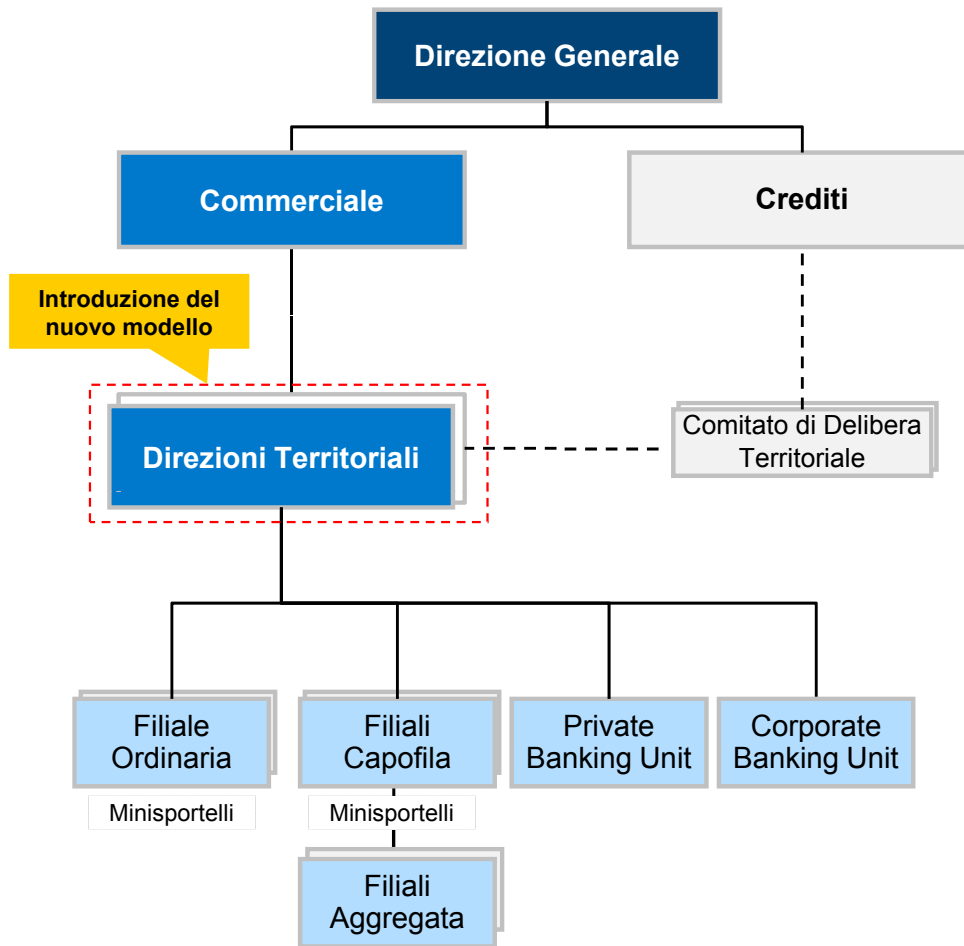 Direzione Generale
Commerciale
Crediti
Introduzione del
nuovo modello
Direzioni Territoriali
Comitato di Delibera
Territoriale
Filiale
Ordinaria
Filiali
Capofila
Private
Banking Unit
Corporate
Banking Unit
Minisportelli
Minisportelli
Filiali
Aggregata